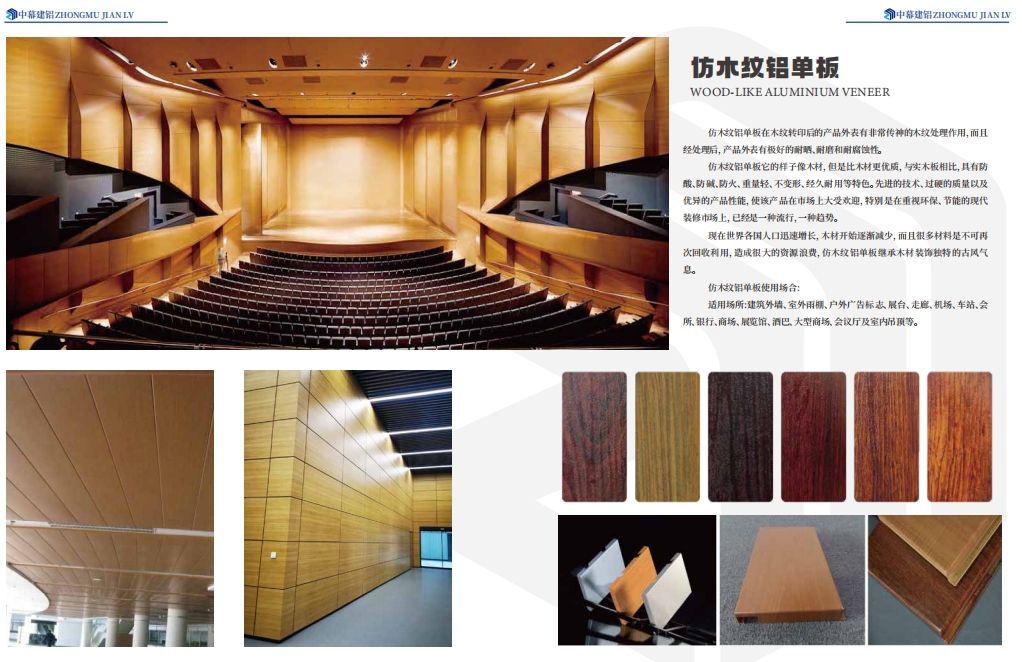 中幕建铝ZHONGMU JIAN LV
中幕建铝ZHONGMU JIAN LV
仿木纹铝单板
WOOD-LIKE ALUMINIUM VENEER
仿木纹铝单板在木纹转印后的产品外表有非常传神的木纹处理作用,而且
经处理后,产品外表有极好的耐晒、耐磨和耐腐蚀性。
仿木纹铝单板它的样子像木材,但是比木材更优质,与实木板相比,具有防
酸、防碱、防火、重量轻、不变形、经久耐用等特色。先进的技术、过硬的质量以及
优异的产品性能,使该产品在市场上大受欢迎,特别是在重视环保、节能的现代
装修市场上,已经是一种流行,一种趋势。
现在世界各国人口迅速增长,木材开始逐渐减少,而且很多材料是不可再
次回收利用,造成很大的资源浪费,仿木纹铝单板继承木材装饰独特的古风气
息。
仿木纹铝单板使用场合:
适用场所:建筑外墙、室外雨棚、户外广告标志、展台、走廊、机场、车站、会
所、银行、商场、展览馆、酒巴、大型商场、会议厅及室内吊顶等。